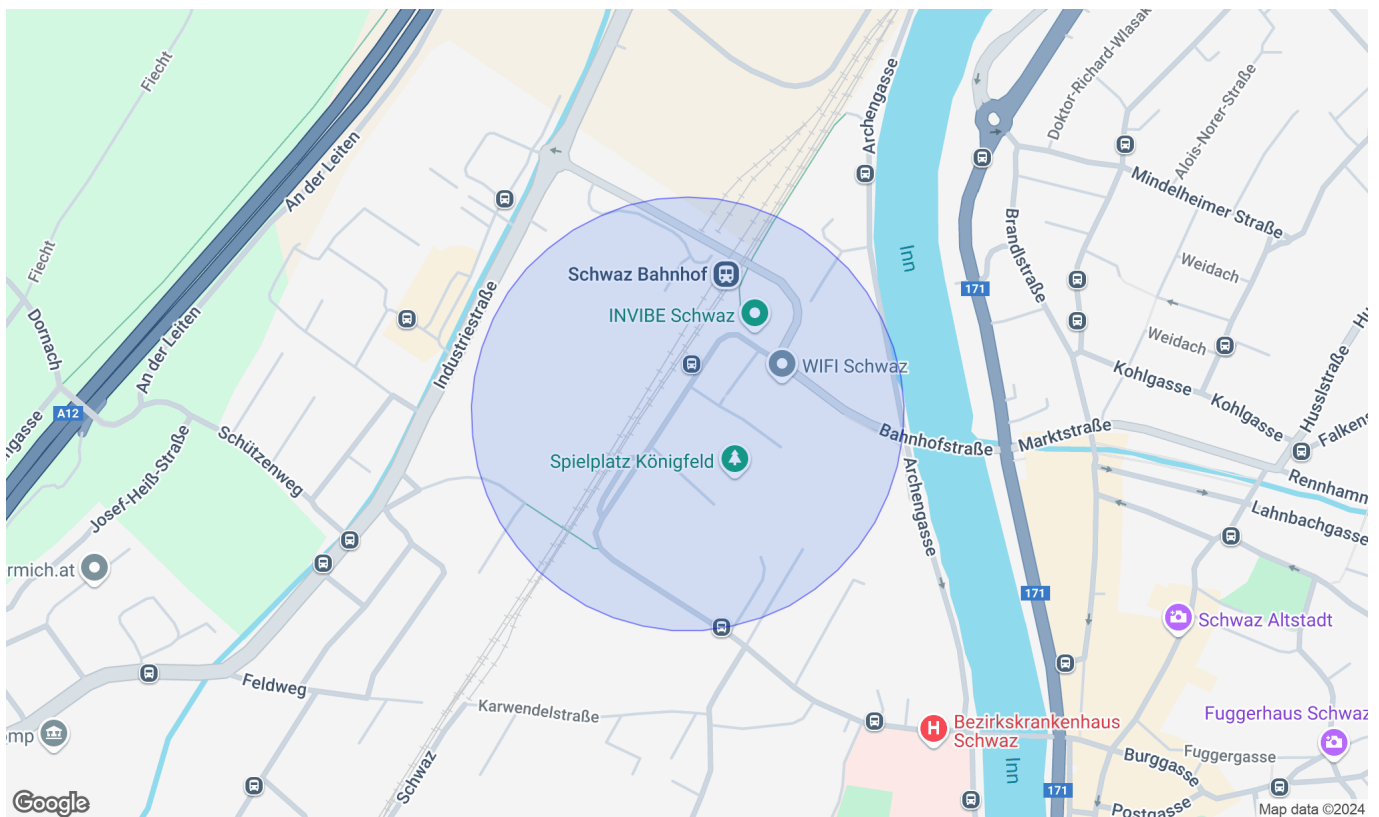 Fiecht
Archengasse
Doktor-Richard-Wlasak
Alois-Norer-Straße
An der Leiten
Mindelheimer Straße
Fiecht
Inn
Brandlstraße
Weidach
Schwaz Bahnhof
171
INVIBE Schwaz
Dornach
An der Leiten
Industriestraße
Weidach
WIFI Schwaz
Kohlgasse
Husslstraße
Kohlgasse
A12
Bahnhofstraße
Marktstraße
Falken
Schützenweg
Spielplatz Königfeld
Josef-Heiß-Straße
Archengasse
Rennhamm
Lahnbachgasse
rmich.at
171
Schwaz Altstadt
Feldweg
Karwendelstraße
Fuggerhaus Schwaz
Bezirkskrankenhaus
Schwaz
Fuggergasse
Burggasse
Schwaz
Inn
171
Postgasse
Google
Map data ©2024